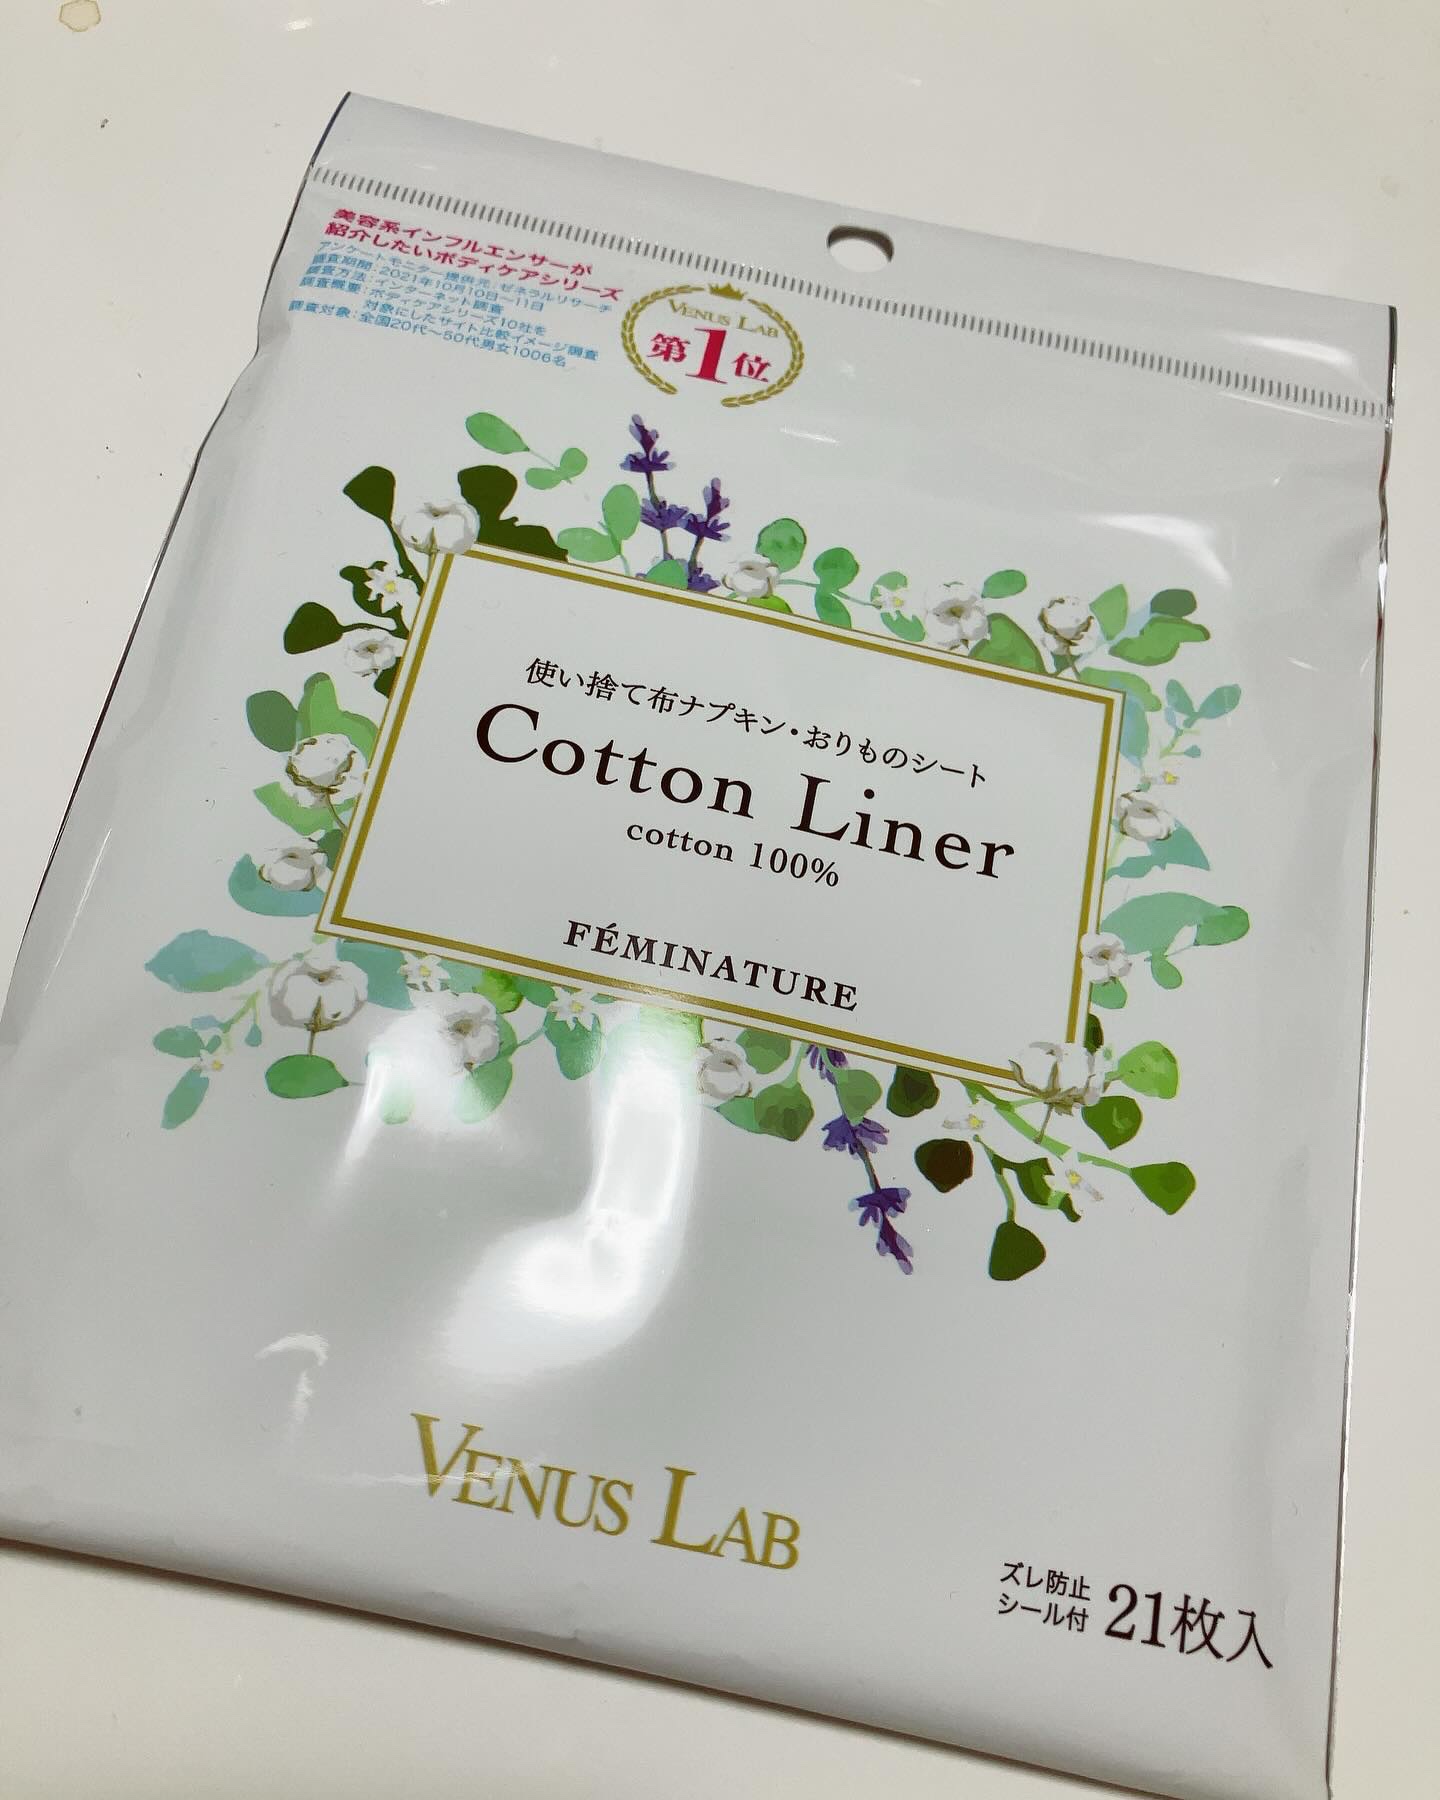 美容系インフルエンサーが
紹介したいボディケアシリーズ
アンケートモニター提供元:ゼネラルリサーチ
調査期間:2021年10月10日~11日
調査方法:インターネット調査
調査概要:ボディケアシリーズ10社を
対象にしたサイト比較イメージ調査
調査対象:全国20代~50代男女1006名
VENUS LAB
第1位
使い捨て布ナプキン・おりものシート
Cotton Liner
cotton 100%
FÉMINATURE
VENUS LAB
ズレ防止
シール付
21枚入